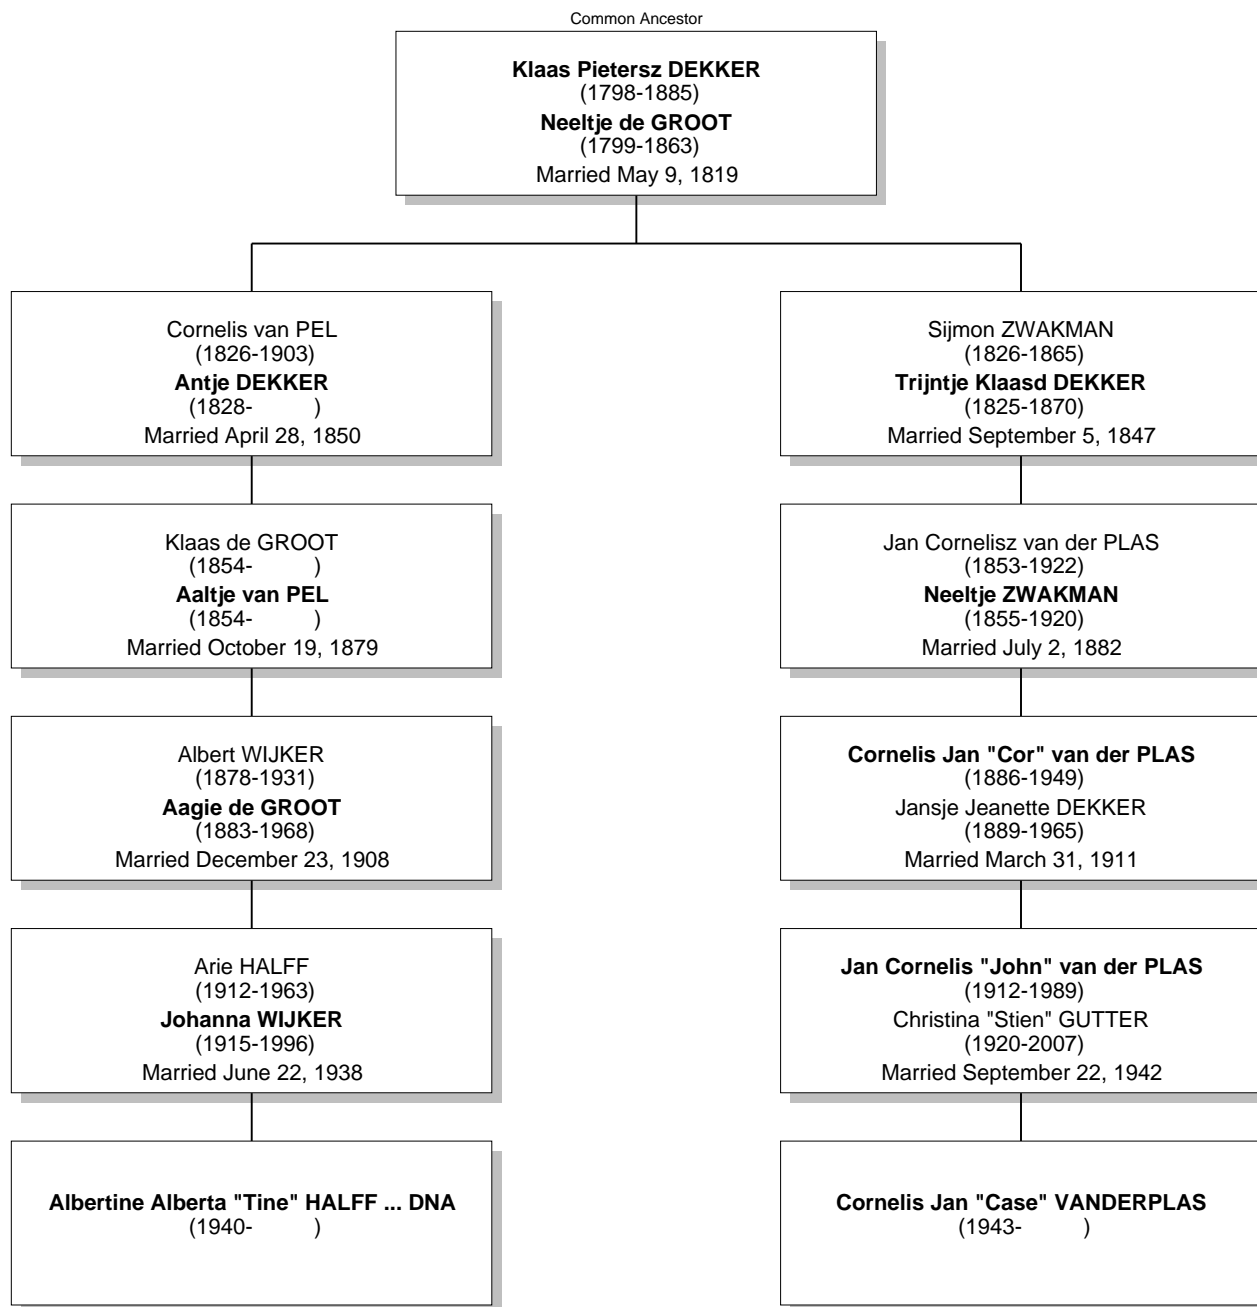 Common Ancestor
Klaas Pietersz DEKKER
(1798-1885)
Neeltje de GROOT
(1799-1863)
Married May 9, 1819
Cornelis van PEL
(1826-1903)
Antje DEKKER
(1828- )
Married April 28, 1850
Sijmon ZWAKMAN
(1826-1865)
Trijntje Klaasd DEKKER
(1825-1870)
Married September 5, 1847
Klaas de GROOT
(1854- )
Aaltje van PEL
(1854- )
Married October 19, 1879
Jan Cornelisz van der PLAS
(1853-1922)
Neeltje ZWAKMAN
(1855-1920)
Married July 2, 1882
Albert WIJKER
(1878-1931)
Aagie de GROOT
(1883-1968)
Married December 23, 1908
Cornelis Jan "Cor" van der PLAS
(1886-1949)
Jansje Jeanette DEKKER
(1889-1965)
Married March 31, 1911
Arie HALFF
(1912-1963)
Johanna WIJKER
(1915-1996)
Married June 22, 1938
Jan Cornelis "John" van der PLAS
(1912-1989)
Christina "Stien" GUTTER
(1920-2007)
Married September 22, 1942
Albertine Alberta "Tine" HALFF ... DNA
(1940- )
Cornelis Jan "Case" VANDERPLAS
(1943- )